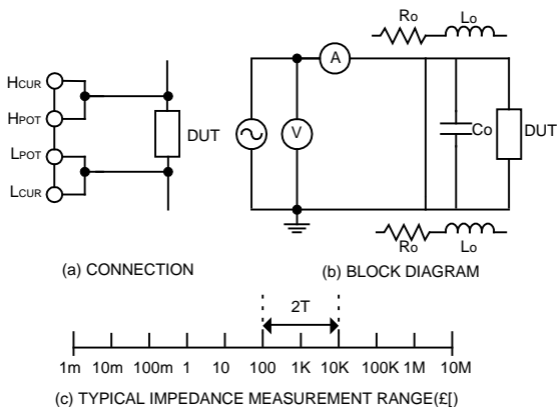 Ro Lo
HCUR
HPOT
LPOT
LCUR
DUT
A
V
Co
DUT
Ro Lo
(a) CONNECTION
(b) BLOCK DIAGRAM
2T
1m 10m 100m 1 10 100 1K 10K 100K 1M 10M
(c) TYPICAL IMPEDANCE MEASUREMENT RANGE(£[)